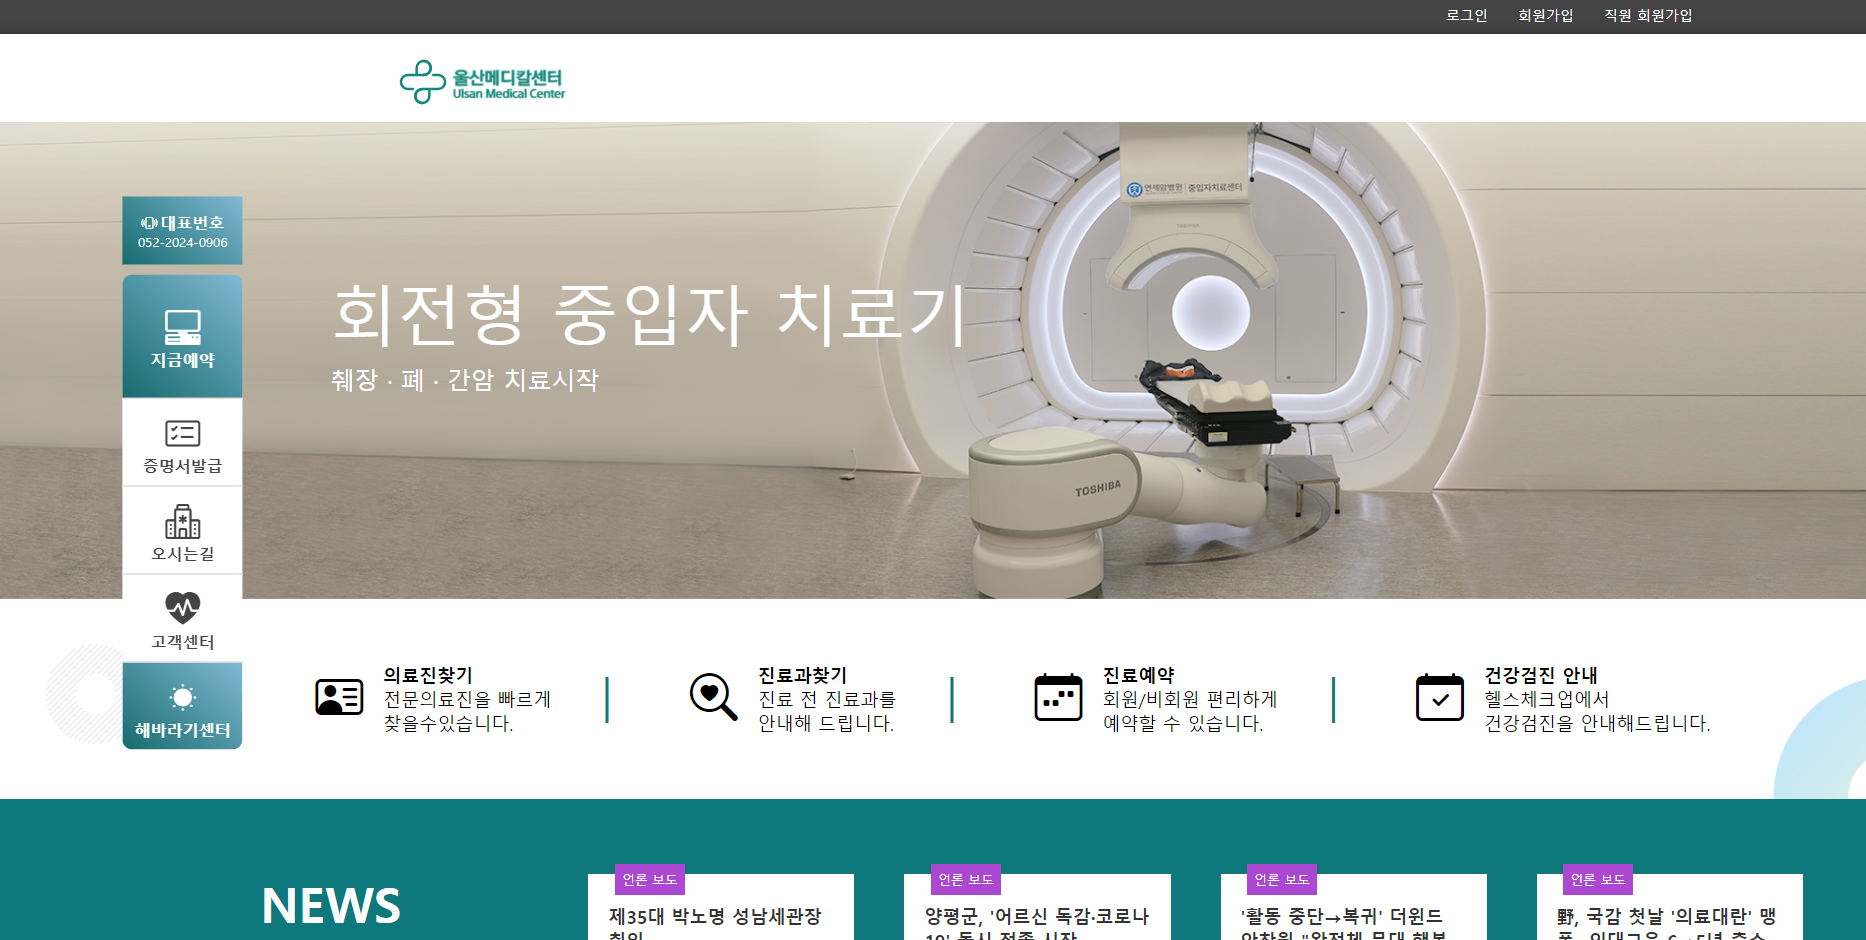 로그인 회원가입 직원 회원가입
울산메디칼센터
Ulsan Medical Center
연세암병원 중입자치료센터
TOSHIBA
대표번호
052-2024-0906
지금예약
증명서발급
오시는길
고객센터
해바라기센터
회전형 중입자 치료기
췌장 · 폐 · 간암 치료시작
TOSHIBA
의료진찾기
전문의료진을 빠르게
찾을수있습니다.
진료과찾기
진료 전 진료과를
안내해 드립니다.
진료예약
회원/비회원 편리하게
예약할 수 있습니다.
건강검진 안내
헬스체크업에서
건강검진을 안내해드립니다.
NEWS
언론 보도
제35대 박노명 성남세관장
취임
언론 보도
양평군, '어르신 독감·코로나
19' 동시 접종 시작
언론 보도
'활동 중단→복귀' 더윈드
언론 보도
野, 국감 첫날 '의료대란' 맹